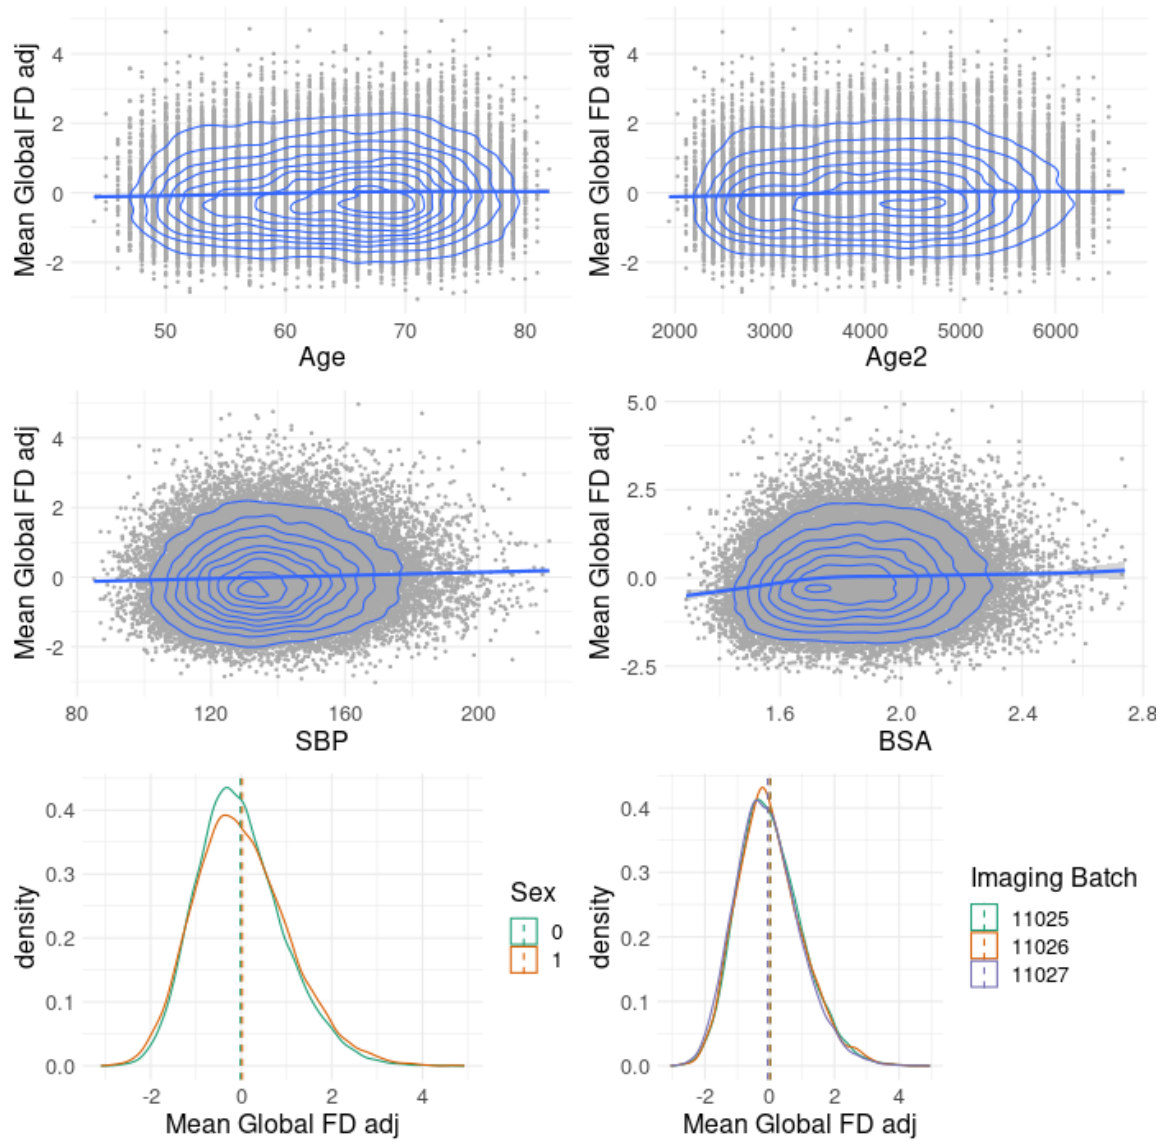 Mean Global FD adj
4
2
0
-2
50 60 70 80
Age
Mean Global FD adj
4
2
0
-2
2000 3000 4000 5000 6000
Age2
Mean Global FD adj
4
2
0
-2
80 120 160 200
SBP
Mean Global FD adj
5.0
2.5
0.0
-2.5
1.6 2.0 2.4 2.8
BSA
density
0.4
0.3
0.2
0.1
0.0
-2 0 2 4
Mean Global FD adj
Sex
0
1
density
0.4
0.3
0.2
0.1
0.0
-2 0 2 4
Mean Global FD adj
Imaging Batch
11025
11026
11027